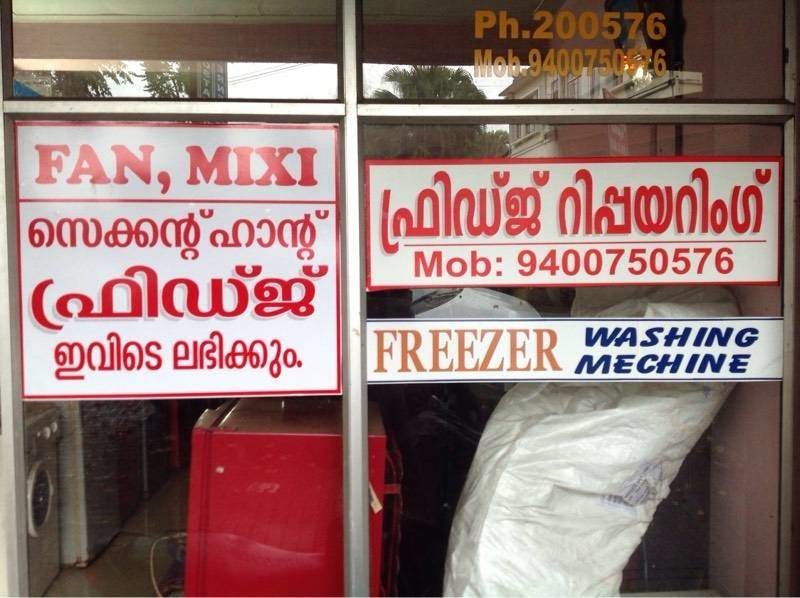 Ph.200576
Mob.9400750576
FAN, MIXI
സെക്കന്റ് ഹാന്റ്
ഫ്രിഡ്ജ്
ഇവിടെ ലഭിക്കും.
ഫ്രിഡ്ജ് റിപ്പയറിംഗ്
Mob: 9400750576
FREEZER WASHING MECHINE